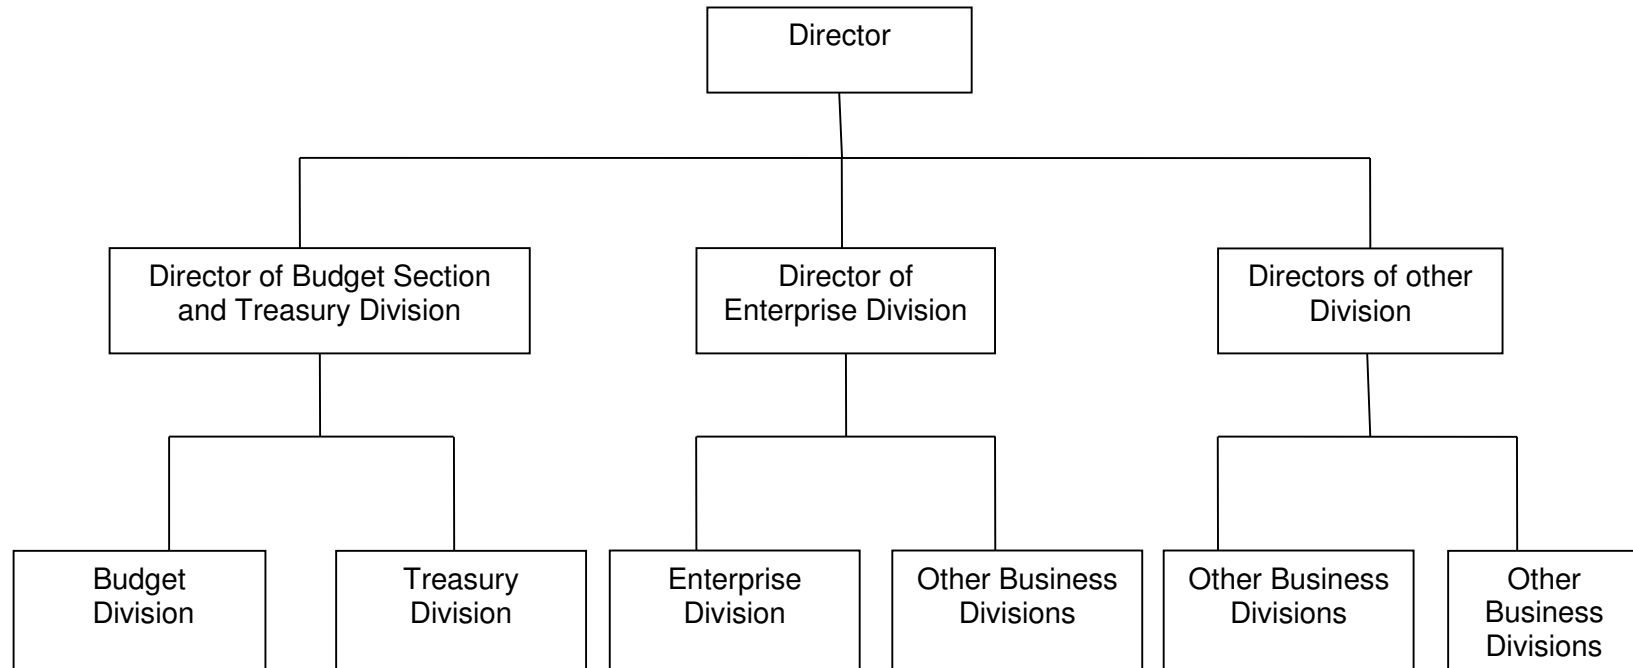 Director
Director of Budget Section
and Treasury Division
Director of
Enterprise Division
Directors of other
Division
Budget
Division
Treasury
Division
Enterprise
Division
Other Business
Divisions
Other Business
Divisions
Other
Business
Divisions